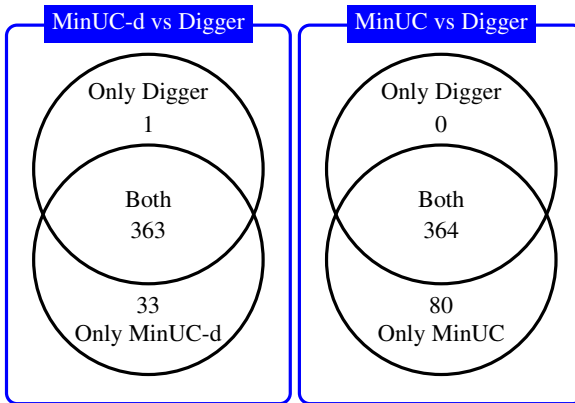 MinUC-d vs Digger
Only Digger
1
Both
363
33
Only MinUC-d
MinUC vs Digger
Only Digger
0
Both
364
80
Only MinUC